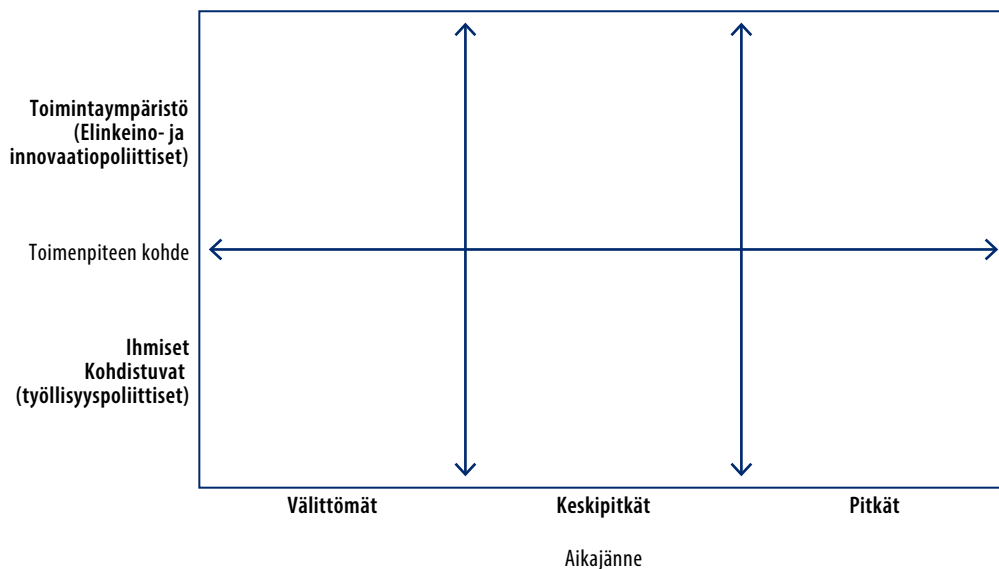 Toimintaympäristö
(Elinkeino- ja
innovaatiopoliittiset)
Toimenpiteen kohde
Ihmiset
Kohdistuvat
(työllisyyspoliittiset)
Välittömät
Keskipitkät
Pitkät
Aikajänne